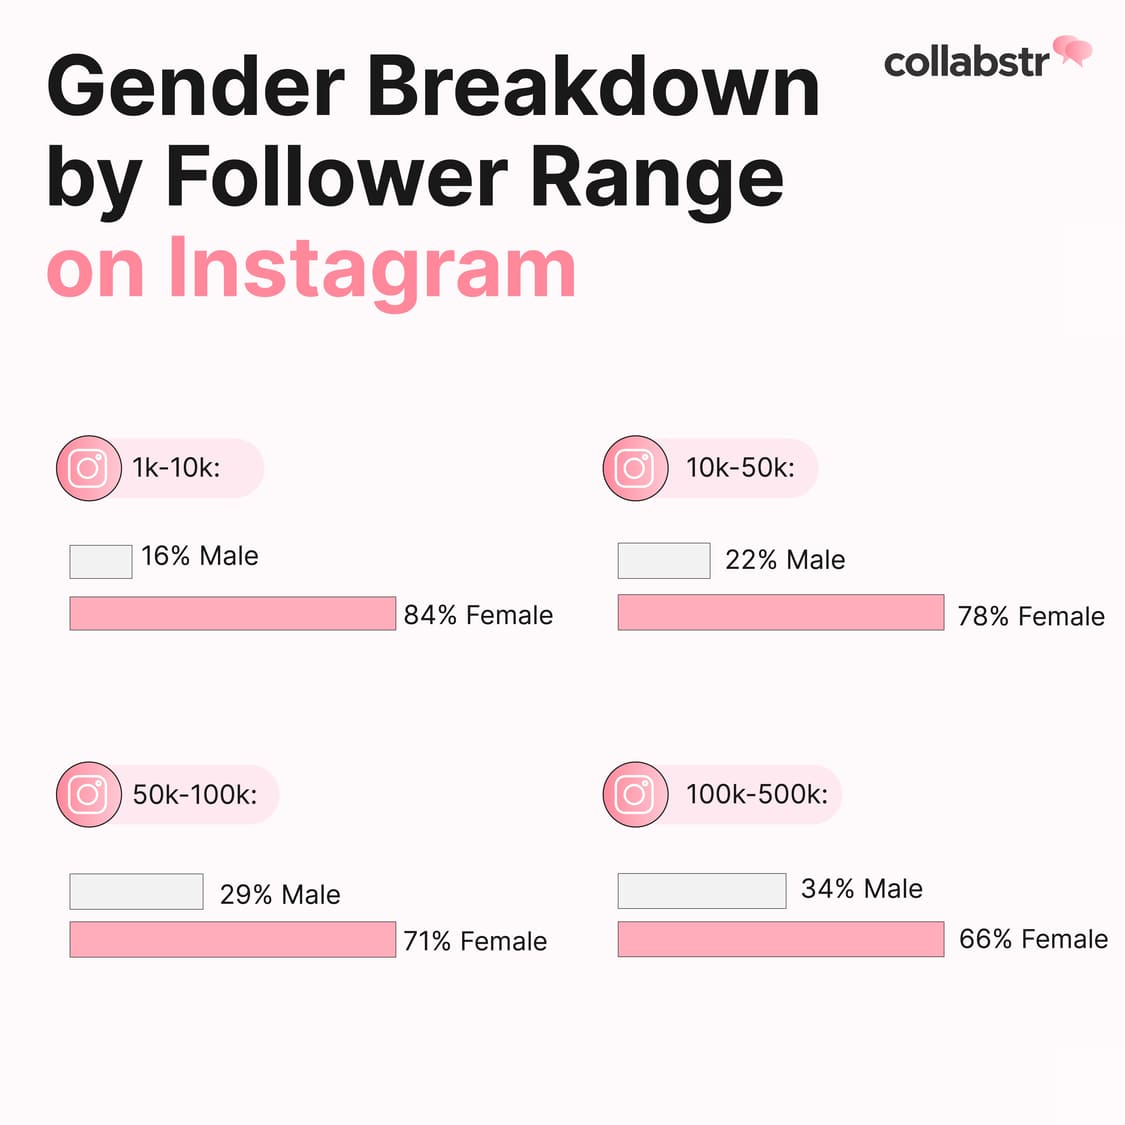 Gender Breakdown
by Follower Range
on Instagram
collabstr
1k-10k:
16% Male
84% Female
10k-50k:
22% Male
78% Female
50k-100k:
29% Male
71% Female
100k-500k:
34% Male
66% Female